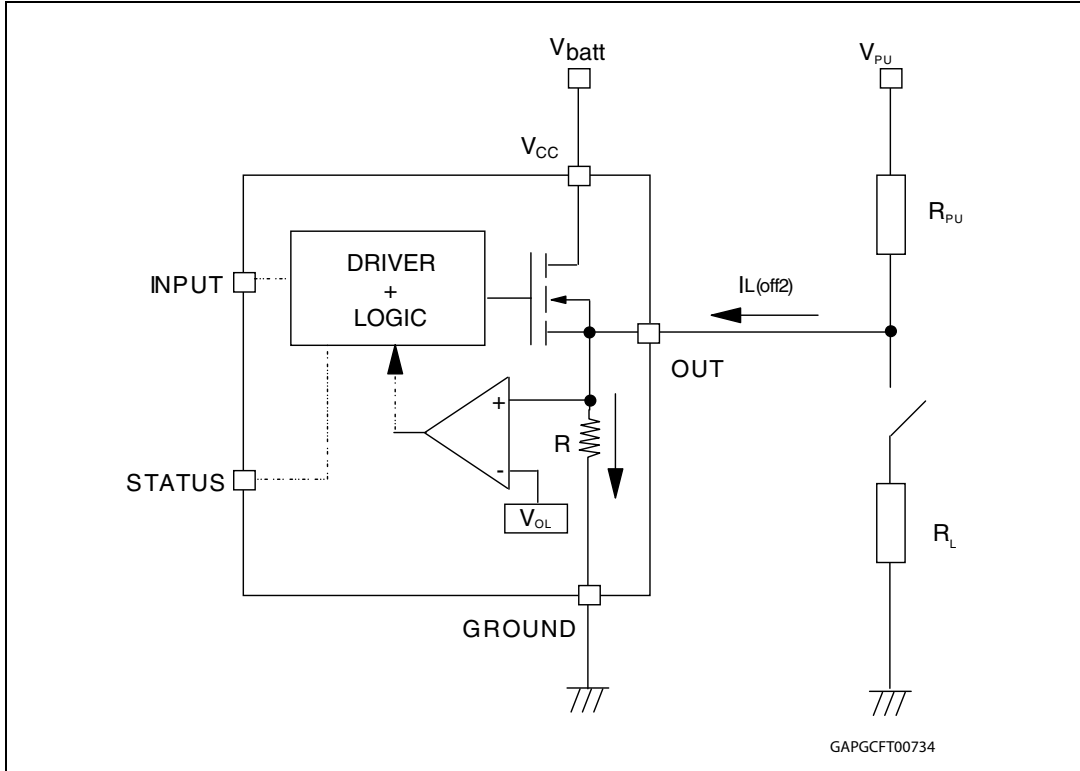 Vbatt
VPU
VCC
RPU
DRIVER
+
LOGIC
INPUT
IL(off2)
OUT
+
R
-
STATUS
VOL
RL
GROUND
GAPGCFT00734